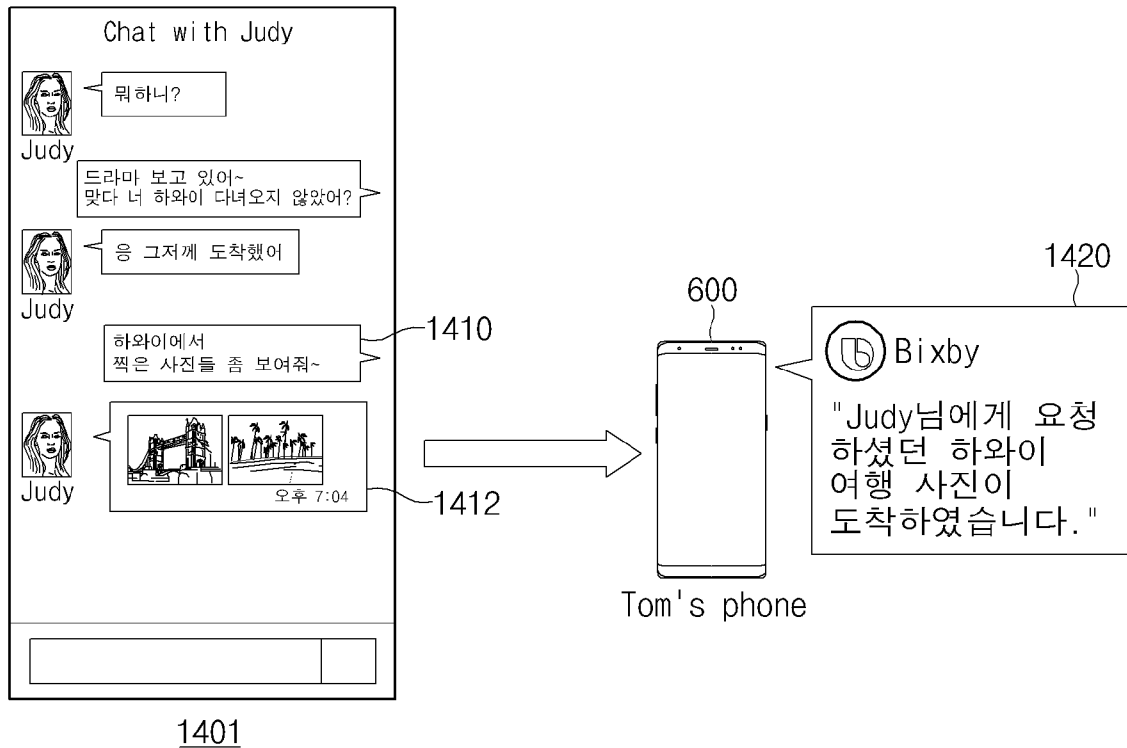 Chat with Judy
뭐하니?
Judy
드라마 보고 있어~
맞다 너 하와이 다녀오지 않았어?
응 그저께 도착했어
Judy
하와이에서
찍은 사진들 좀 보여줘~
1410
Judy
오후 7:04
1412
1401
600
Tom's phone
1420
Bixby
"Judy님에게 요청
하셨던 하와이
여행 사진이
도착하였습니다."